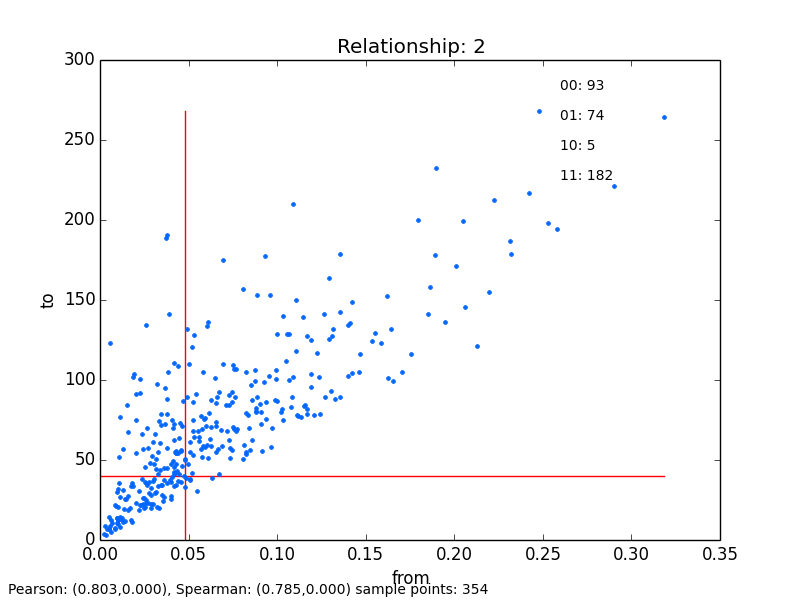 Relationship: 2
300
250
200
150
100
50
0
to
00: 93
01: 74
10: 5
11: 182
0.00 0.05 0.10 0.15 0.20 0.25 0.30 0.35
from
Pearson: (0.803,0.000), Spearman: (0.785,0.000) sample points: 354